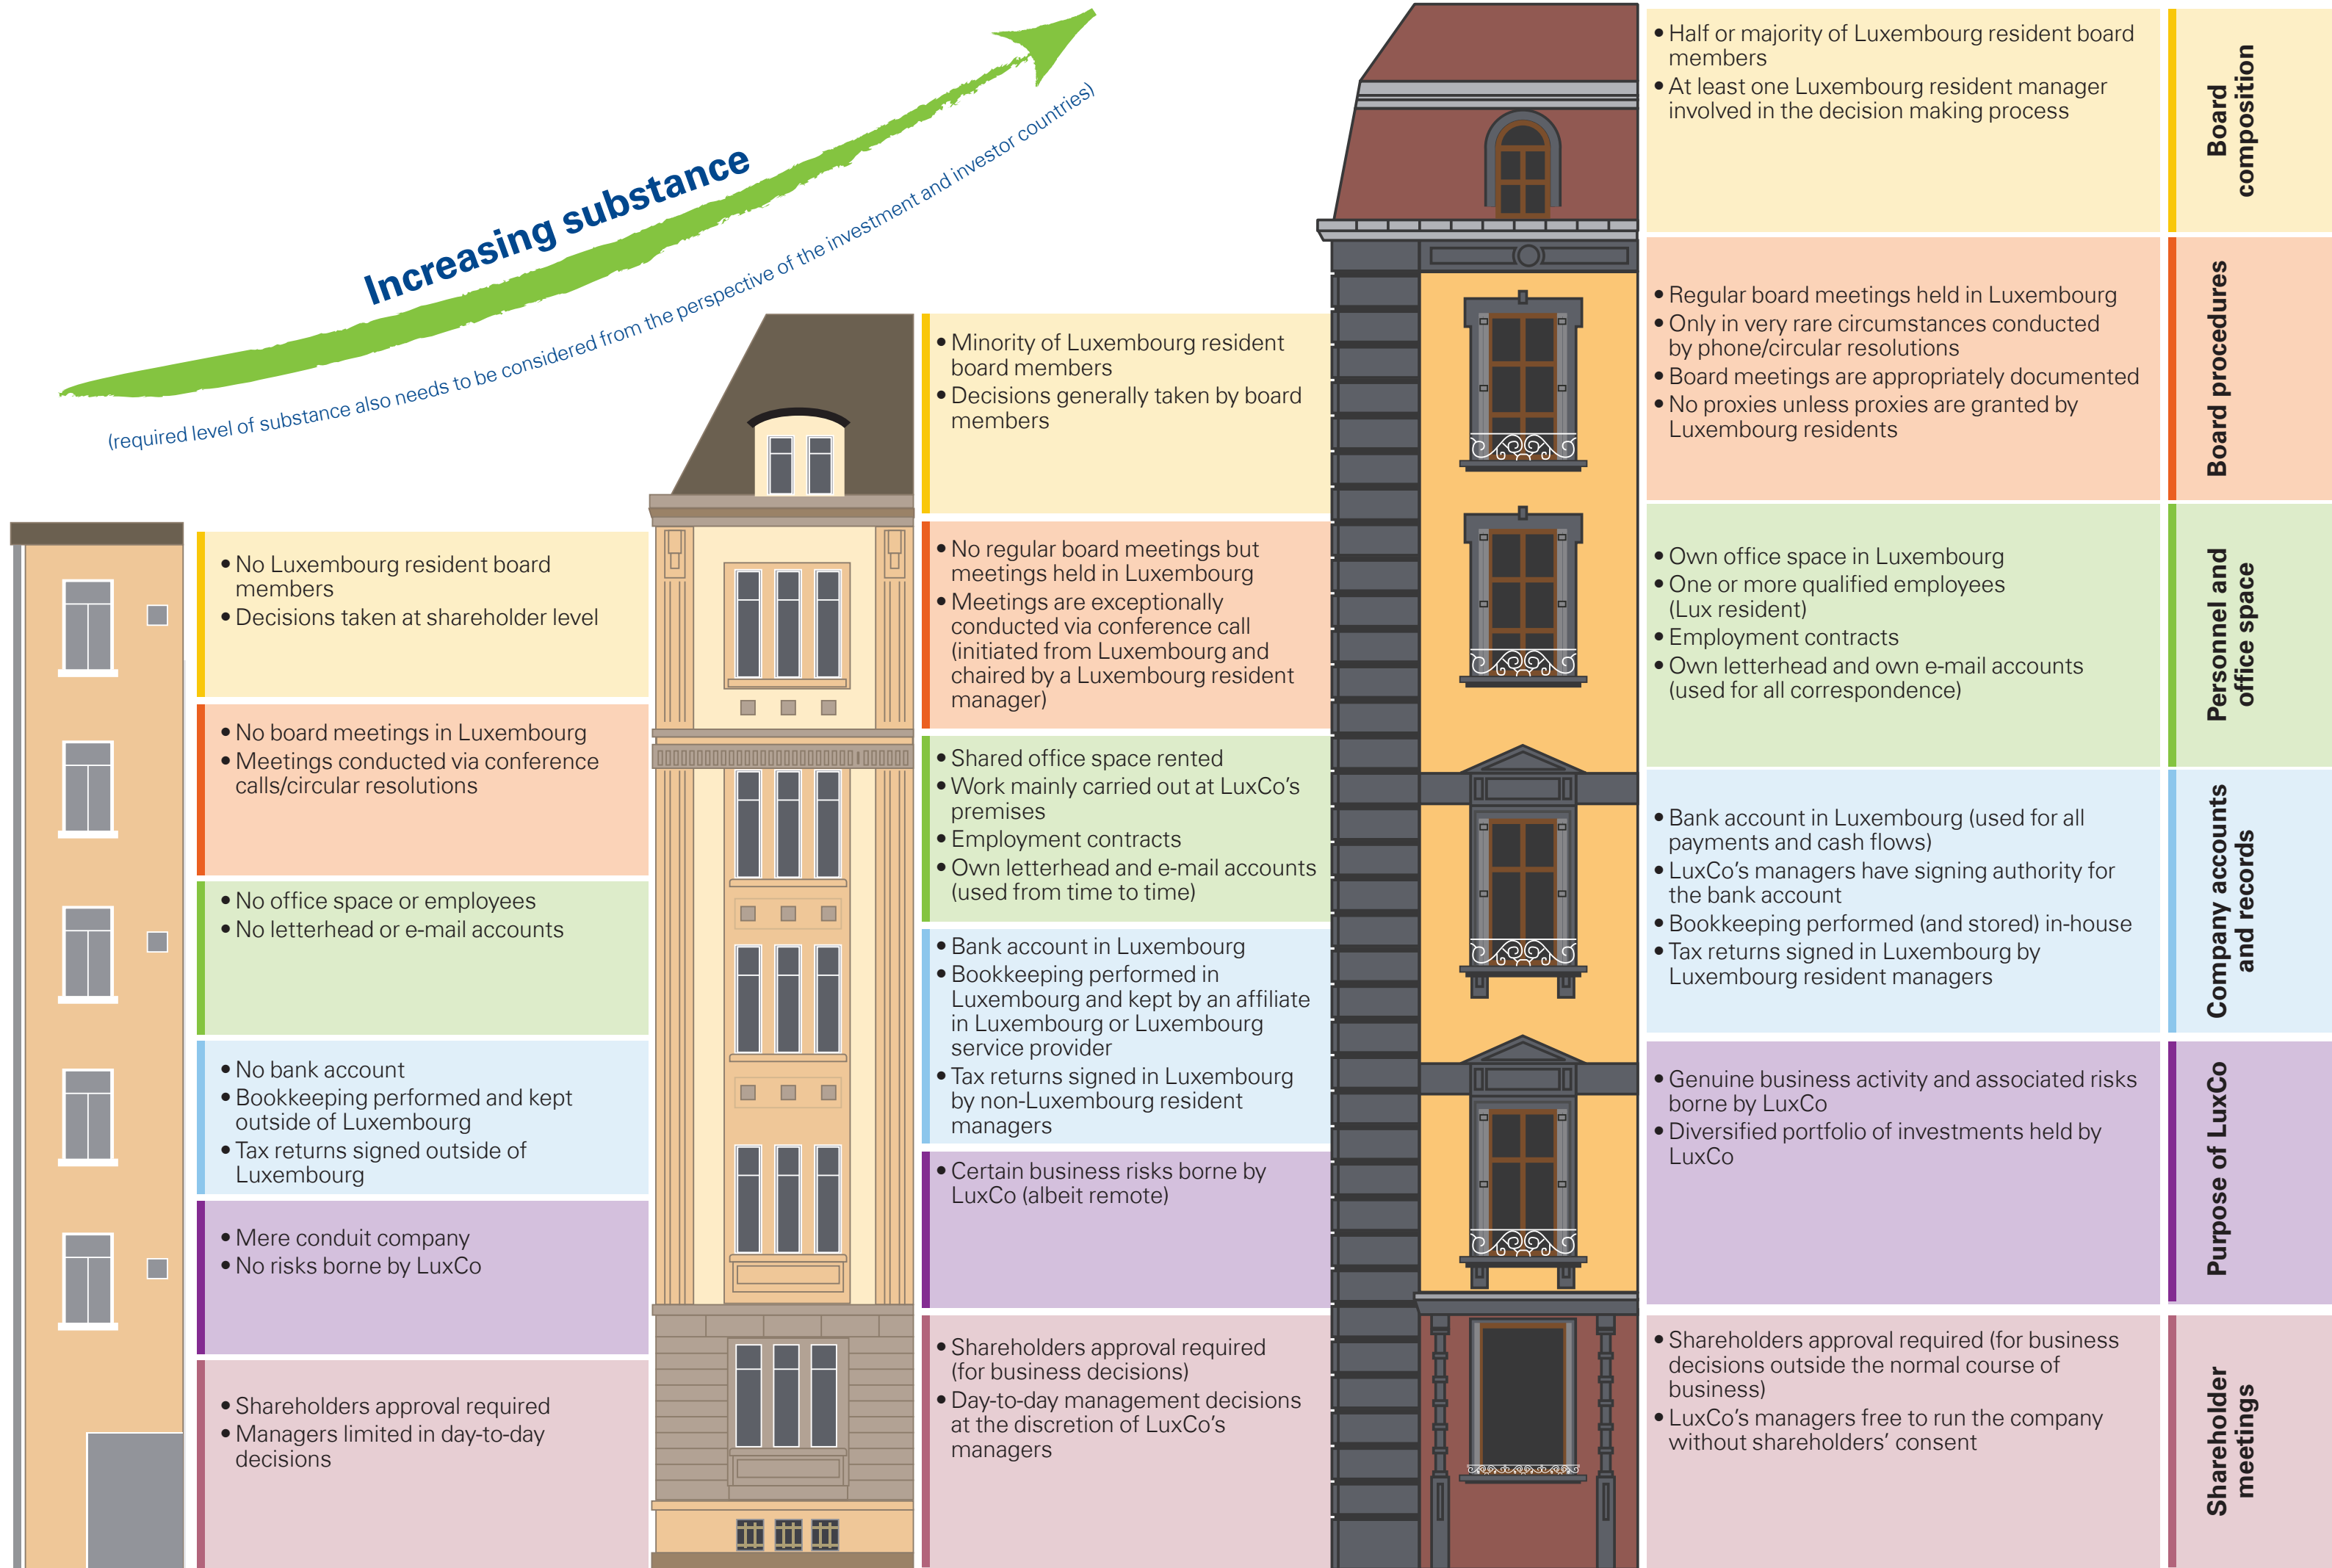 Increasing substance
(required level of substance also needs to be considered from the perspective of the investment and investor countries)
• No Luxembourg resident board
members
• Decisions taken at shareholder level
• No board meetings in Luxembourg
• Meetings conducted via conference
calls/circular resolutions
• No office space or employees
• No letterhead or e-mail accounts
• No bank account
• Bookkeeping performed and kept
outside of Luxembourg
• Tax returns signed outside of
Luxembourg
• Mere conduit company
• No risks borne by LuxCo
• Shareholders approval required
• Managers limited in day-to-day
decisions
• Minority of Luxembourg resident
board members
• Decisions generally taken by board
members
• No regular board meetings but
meetings held in Luxembourg
• Meetings are exceptionally
conducted via conference call
(initiated from Luxembourg and
chaired by a Luxembourg resident
manager)
• Shared office space rented
• Work mainly carried out at LuxCo’s
premises
• Employment contracts
• Own letterhead and e-mail accounts
(used from time to time)
• Bank account in Luxembourg
• Bookkeeping performed in
Luxembourg and kept by an affiliate
in Luxembourg or Luxembourg
service provider
• Tax returns signed in Luxembourg
by non-Luxembourg resident
managers
• Certain business risks borne by
LuxCo (albeit remote)
• Shareholders approval required
(for business decisions)
• Day-to-day management decisions
at the discretion of LuxCo’s
managers
• Half or majority of Luxembourg resident board
members
• At least one Luxembourg resident manager
involved in the decision making process
• Regular board meetings held in Luxembourg
• Only in very rare circumstances conducted
by phone/circular resolutions
• Board meetings are appropriately documented
• No proxies unless proxies are granted by
Luxembourg residents
• Own office space in Luxembourg
• One or more qualified employees
(Lux resident)
• Employment contracts
• Own letterhead and own e-mail accounts
(used for all correspondence)
• Bank account in Luxembourg (used for all
payments and cash flows)
• LuxCo’s managers have signing authority for
the bank account
• Bookkeeping performed (and stored) in-house
• Tax returns signed in Luxembourg by
Luxembourg resident managers
• Genuine business activity and associated risks
borne by LuxCo
• Diversified portfolio of investments held by
LuxCo
• Shareholders approval required (for business
decisions outside the normal course of
business)
• LuxCo’s managers free to run the company
without shareholders’ consent
Board
composition
Board procedures
Personnel and
office space
Company accounts
and records
Purpose of LuxCo
Shareholder
meetings